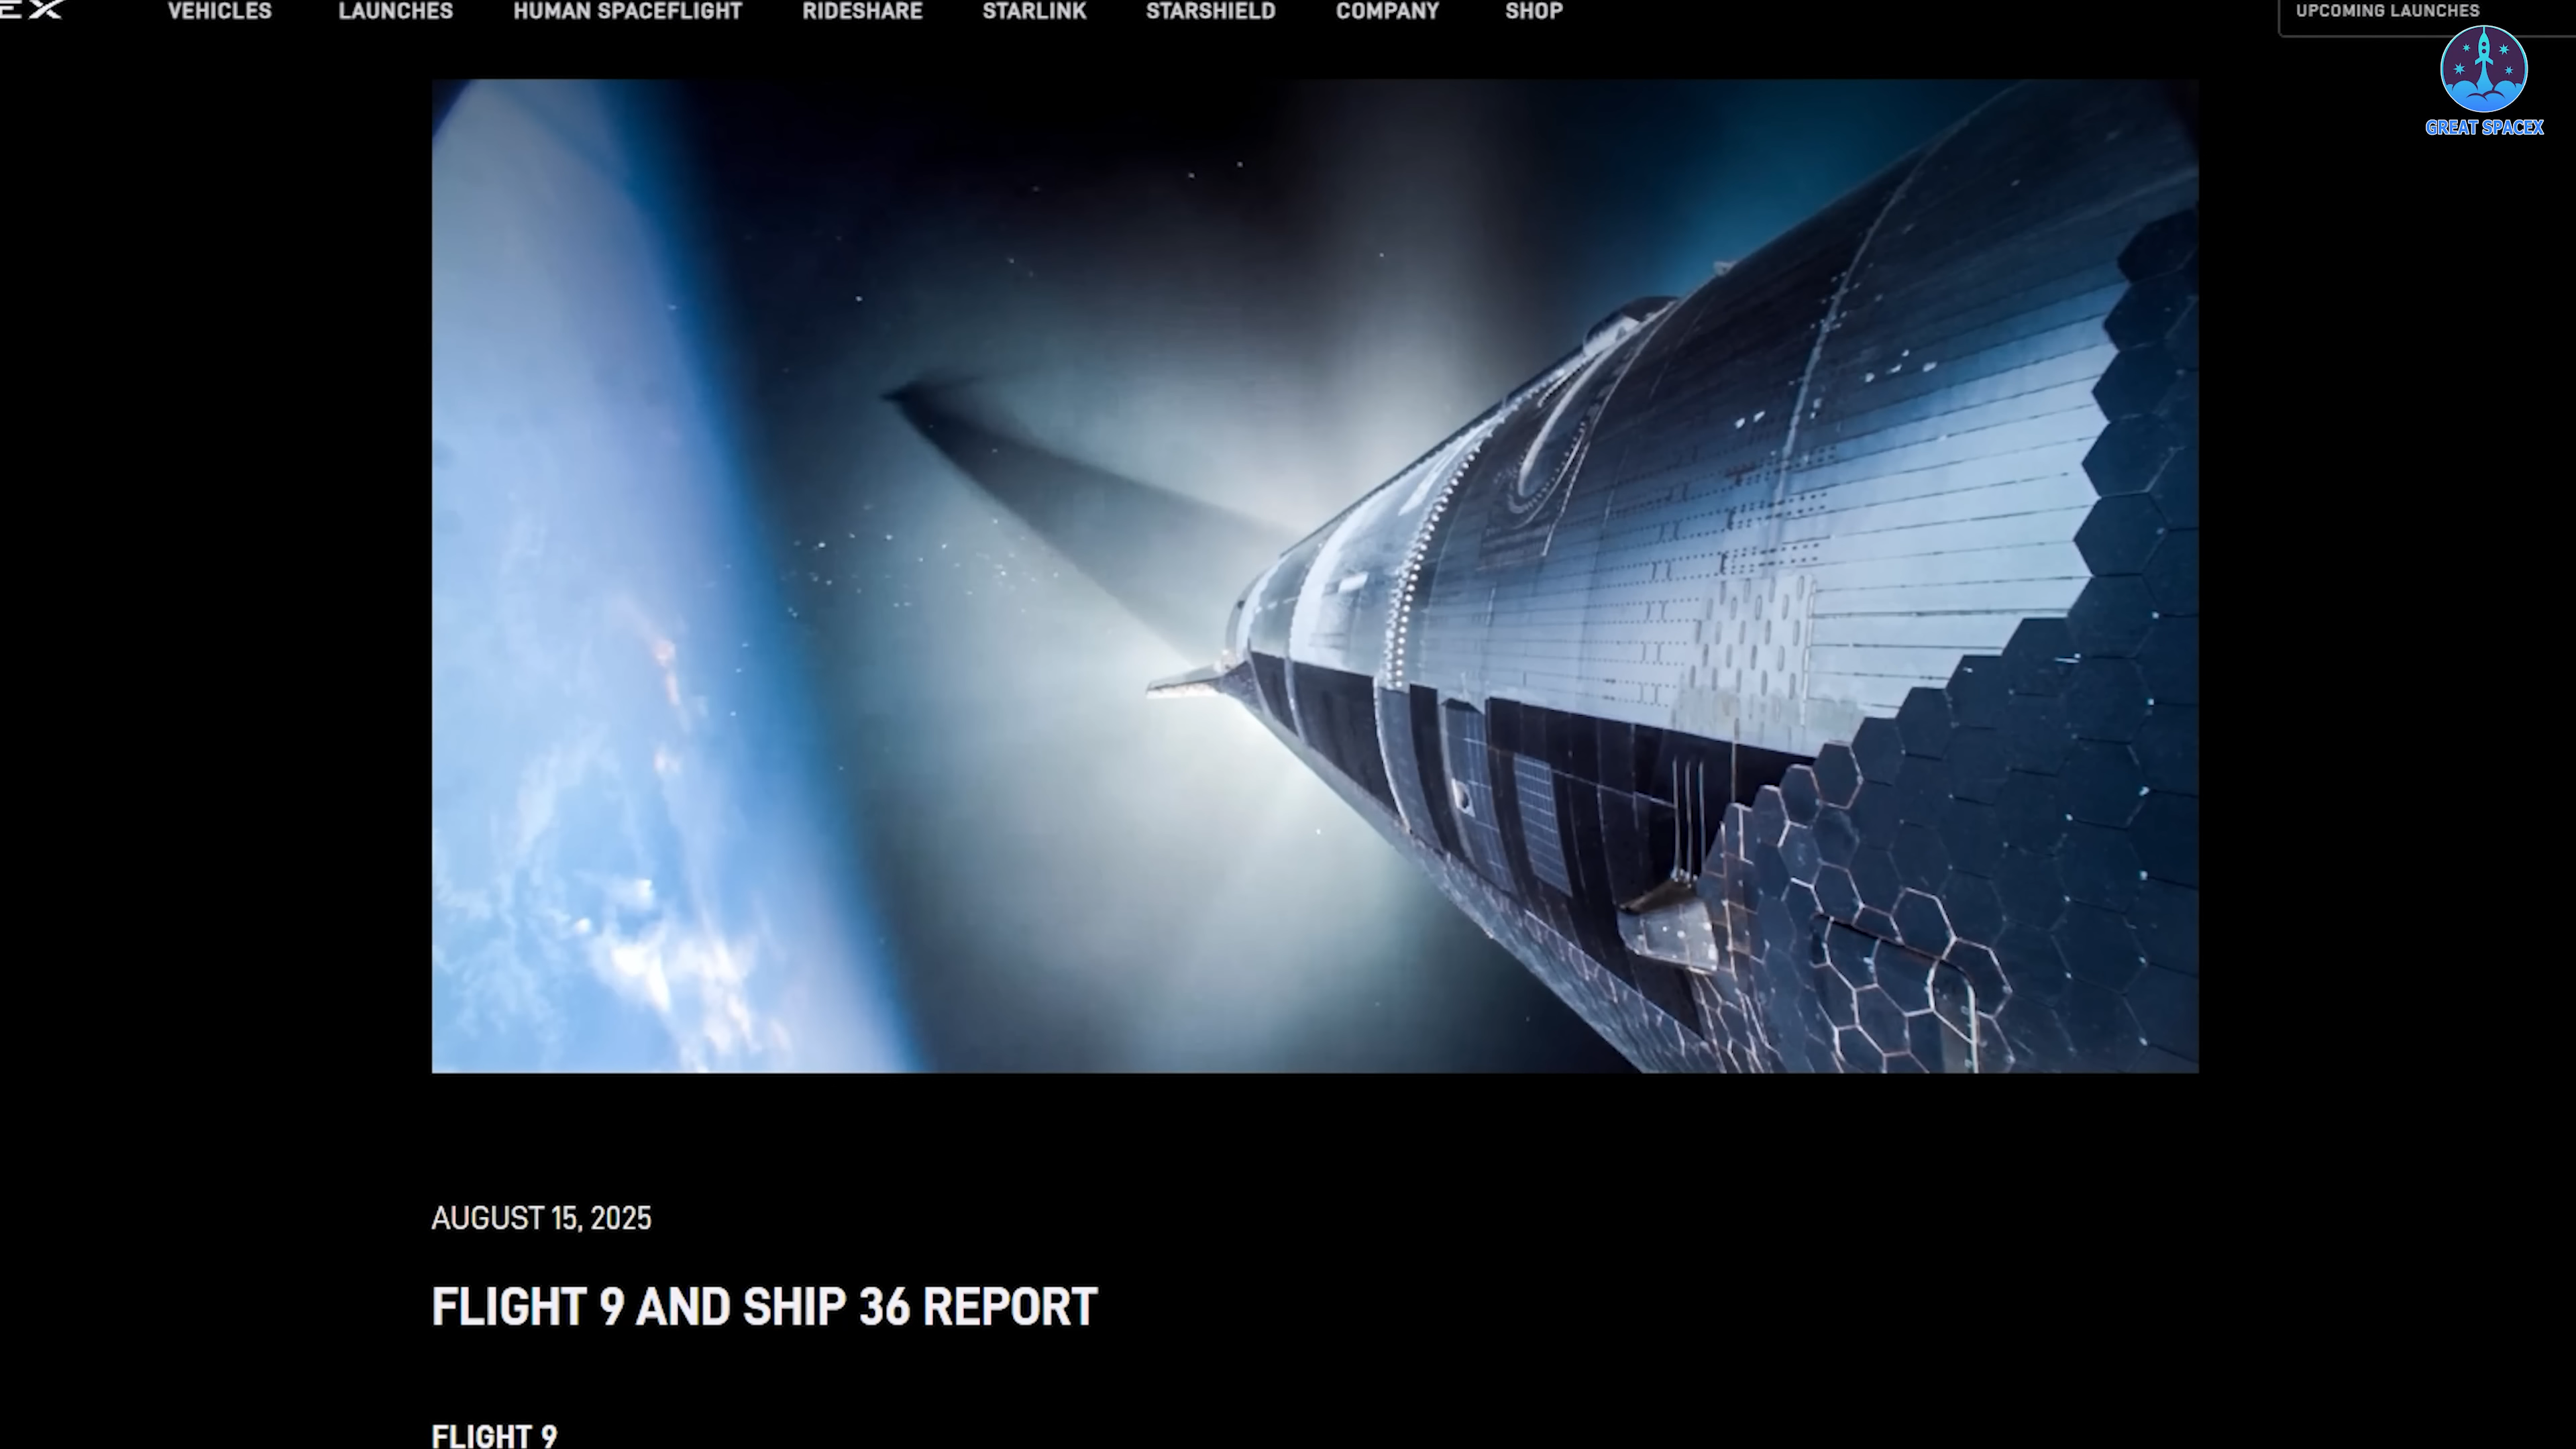 EX VEHICLES LAUNCHES HUMAN SPACEFLIGHT RIDESHARE STARLINK STARSHIELD COMPANY SHOP UPCOMING LAUNCHES
GREAT SPACEX
AUGUST 15, 2025
FLIGHT 9 AND SHIP 36 REPORT
FLIGHT 9